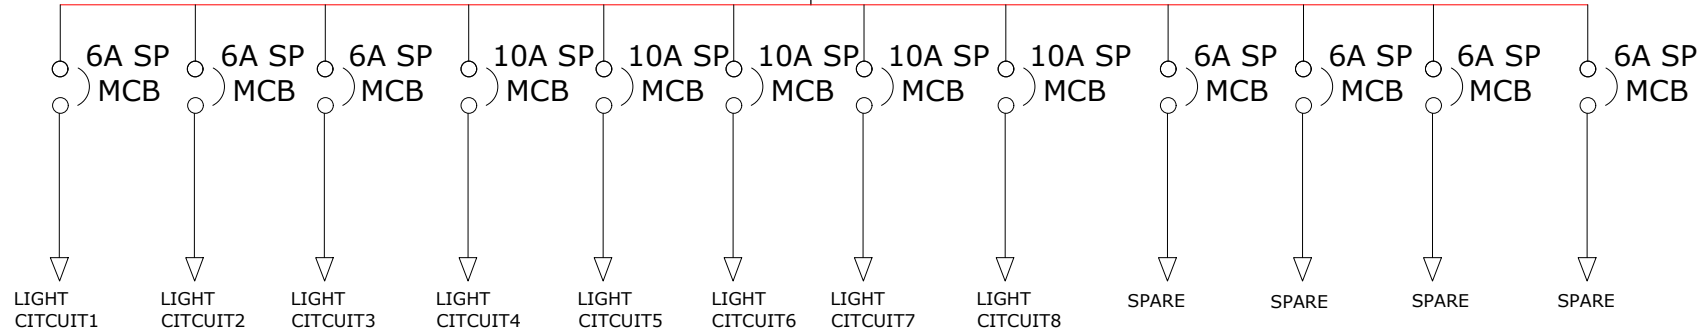 6A SP
MCB
6A SP
MCB
6A SP
MCB
10A SP
MCB
10A SP
MCB
10A SP
MCB
10A SP
MCB
10A SP
MCB
6A SP
MCB
6A SP
MCB
6A SP
MCB
6A SP
MCB
LIGHT
CITCUIT1
LIGHT
CITCUIT2
LIGHT
CITCUIT3
LIGHT
CITCUIT4
LIGHT
CITCUIT5
LIGHT
CITCUIT6
LIGHT
CITCUIT7
LIGHT
CITCUIT8
SPARE
SPARE
SPARE
SPARE